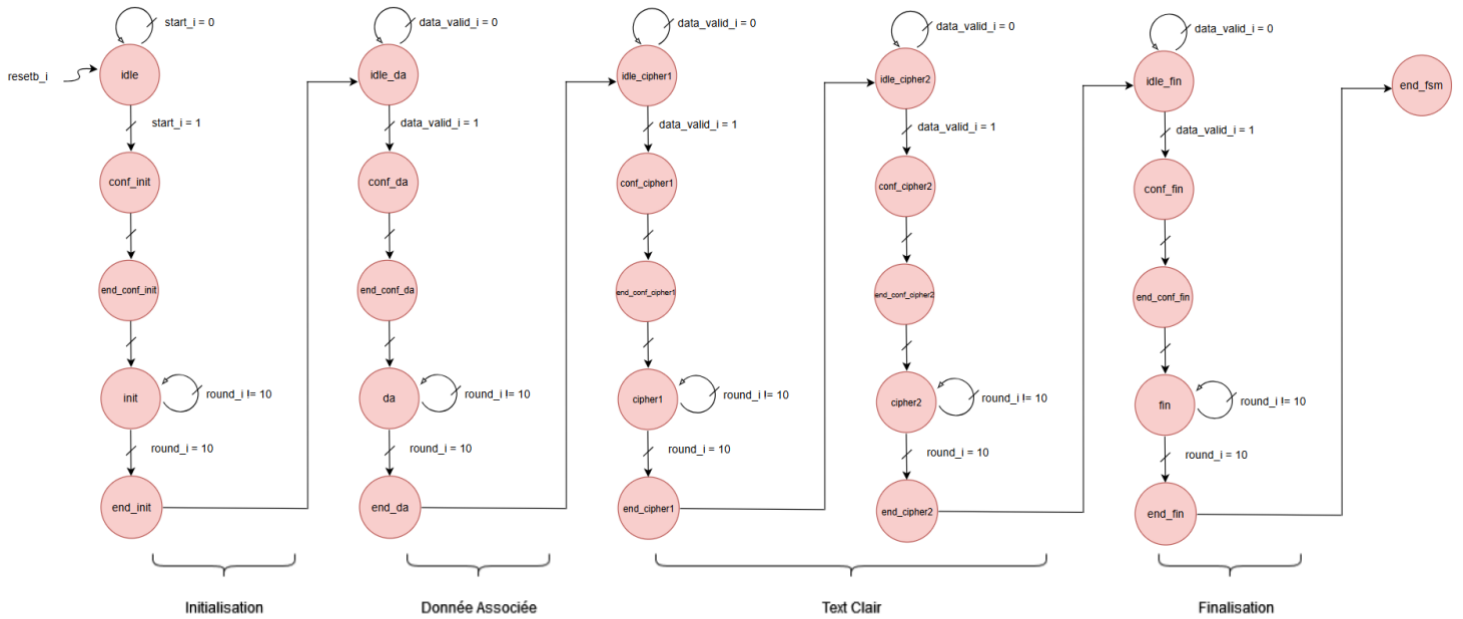 start_i = 0
data_valid_i = 0
data_valid_i = 0
data_valid_i = 0
data_valid_i = 0
resetb_i
idle
idle_da
idle_cipher1
idle_cipher2
idle_fin
end_fsm
start_i = 1
data_valid_i = 1
data_valid_i = 1
data_valid_i = 1
data_valid_i = 1
conf_init
conf_da
conf_cipher1
conf_cipher2
conf_fin
end_conf_init
end_conf_da
end_conf_cipher1
end_conf_cipher2
end_conf_fin
init
round_i != 10
da
round_i != 10
cipher1
round_i != 10
cipher2
round_i != 10
fin
round_i != 10
round_i = 10
round_i = 10
round_i = 10
round_i = 10
round_i = 10
end_init
end_da
end_cipher1
end_cipher2
end_fin
Initialisation
Donnée Associée
Text Clair
Finalisation